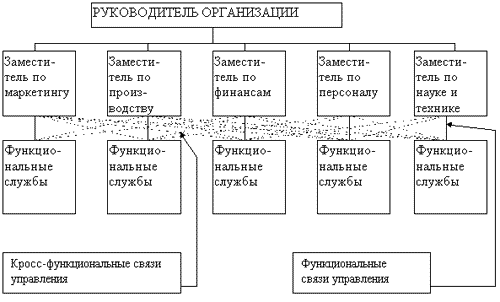 РУКОВОДИТЕЛЬ ОРГАНИЗАЦИИ
Замести-
тель по
маркетингу
Замести-
тель по
произ-
водству
Замести-
тель по
финансам
Замести-
тель по
персоналу
Замести-
тель по
науке и
технике
Функцио-
нальные
службы
Функцио-
нальные
службы
Функцио-
нальные
службы
Функцио-
нальные
службы
Функцио-
нальные
службы
Кросс-функциональные связи
управления
Функциональные
связи управления